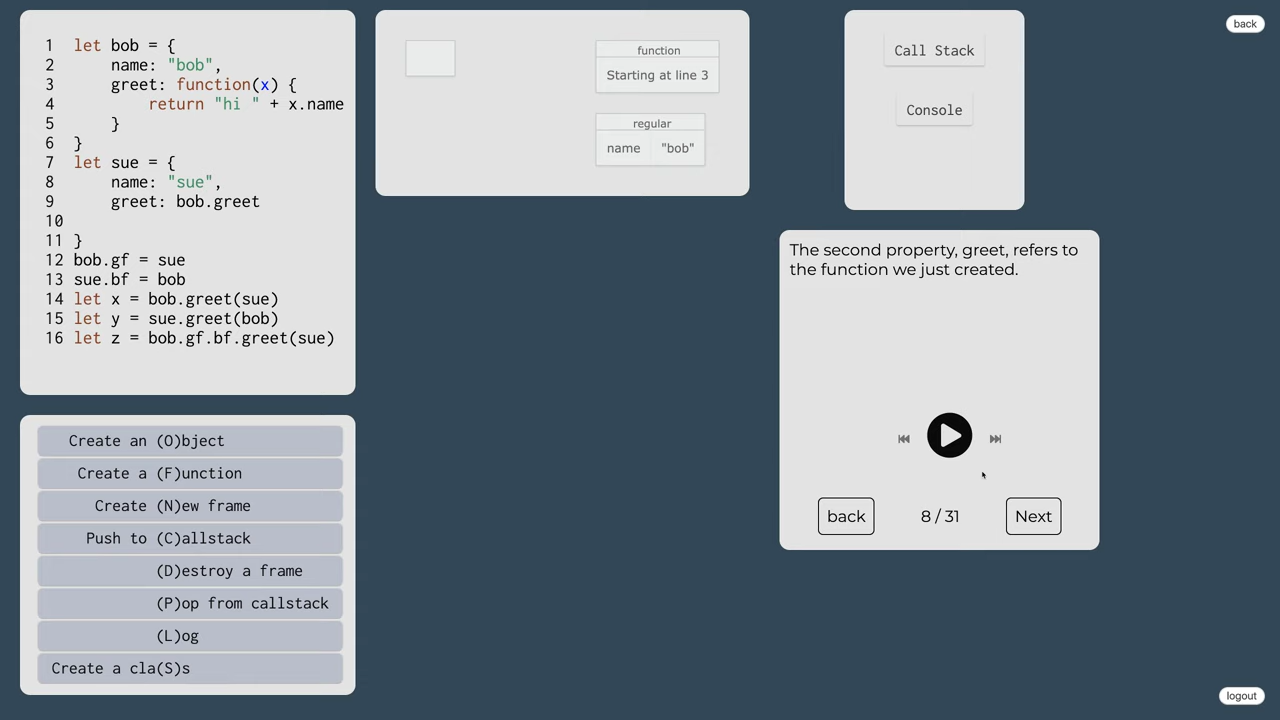 1 let bob = {
2 name: "bob",
3 greet: function(x) {
4 return "hi " + x.name
5 }
6 }
7 let sue = {
8 name: "sue",
9 greet: bob.greet
10
11 }
12 bob.gf = sue
13 sue.bf = bob
14 let x = bob.greet(sue)
15 let y = sue.greet(bob)
16 let z = bob.gf.bf.greet(sue)
Create an (O)bject
Create a (F)unction
Create (N)ew frame
Push to (C)allstack
(D)estroy a frame
(P)op from callstack
(L)og
Create a cla(S)s
function
Starting at line 3
regular
name "bob"
Call Stack
Console
back
The second property, greet, refers to
the function we just created.
back 8 / 31 Next
logout